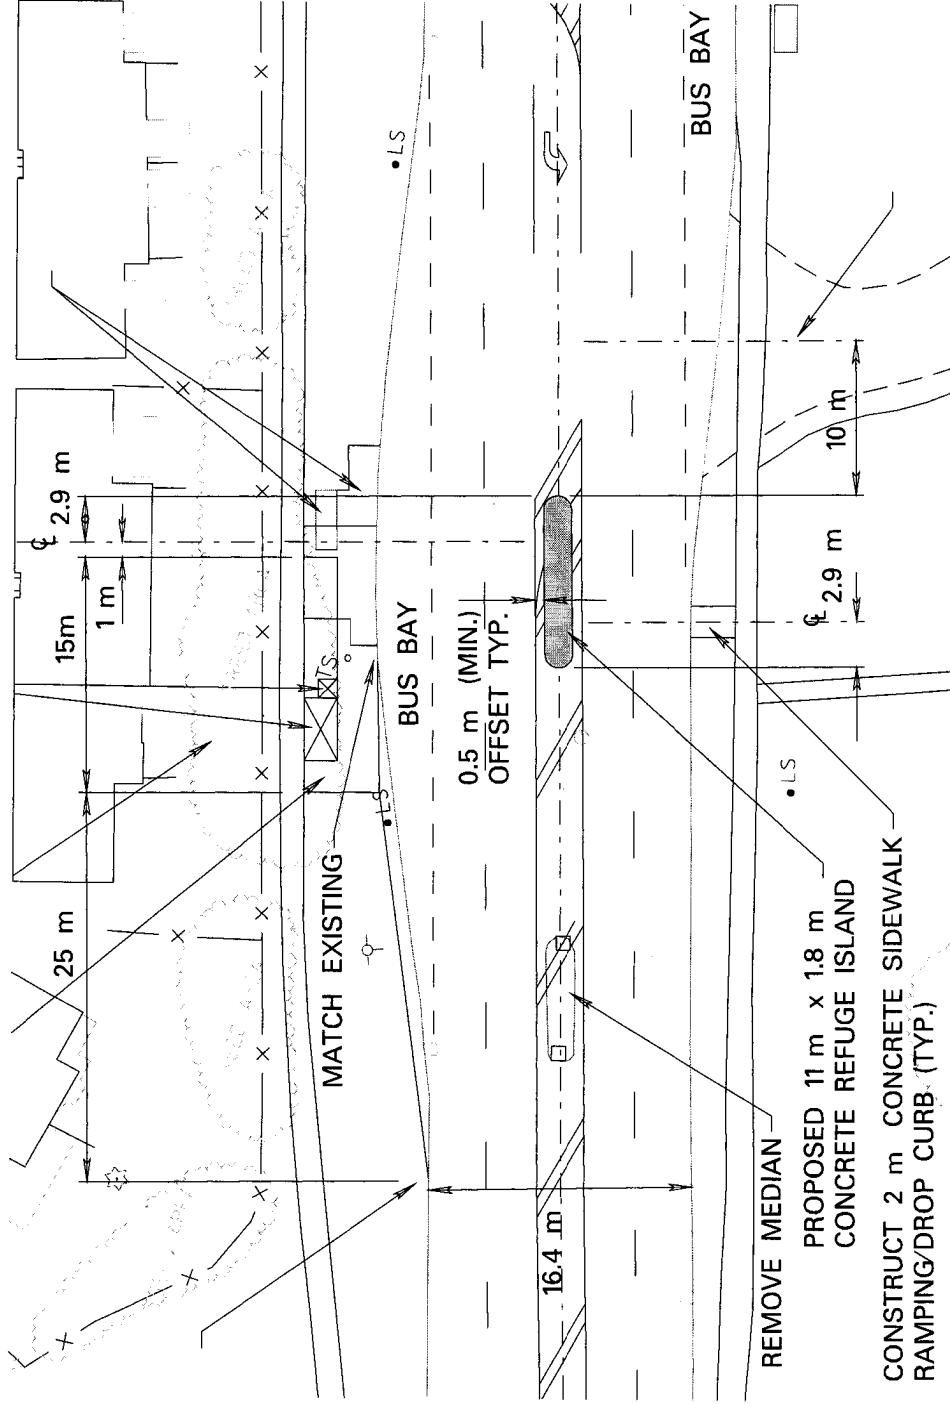 25 m
15m
1 m
℄ 2.9 m
MATCH EXISTING
TS
LS
LS
BUS BAY
BUS BAY
0.5 m (MIN.)
OFFSET TYP.
16.4 m
10 m
℄ 2.9 m
LS
REMOVE MEDIAN
PROPOSED 11 m x 1.8 m
CONCRETE REFUGE ISLAND
CONSTRUCT 2 m CONCRETE SIDEWALK
RAMPING/DROP CURB (TYP.)